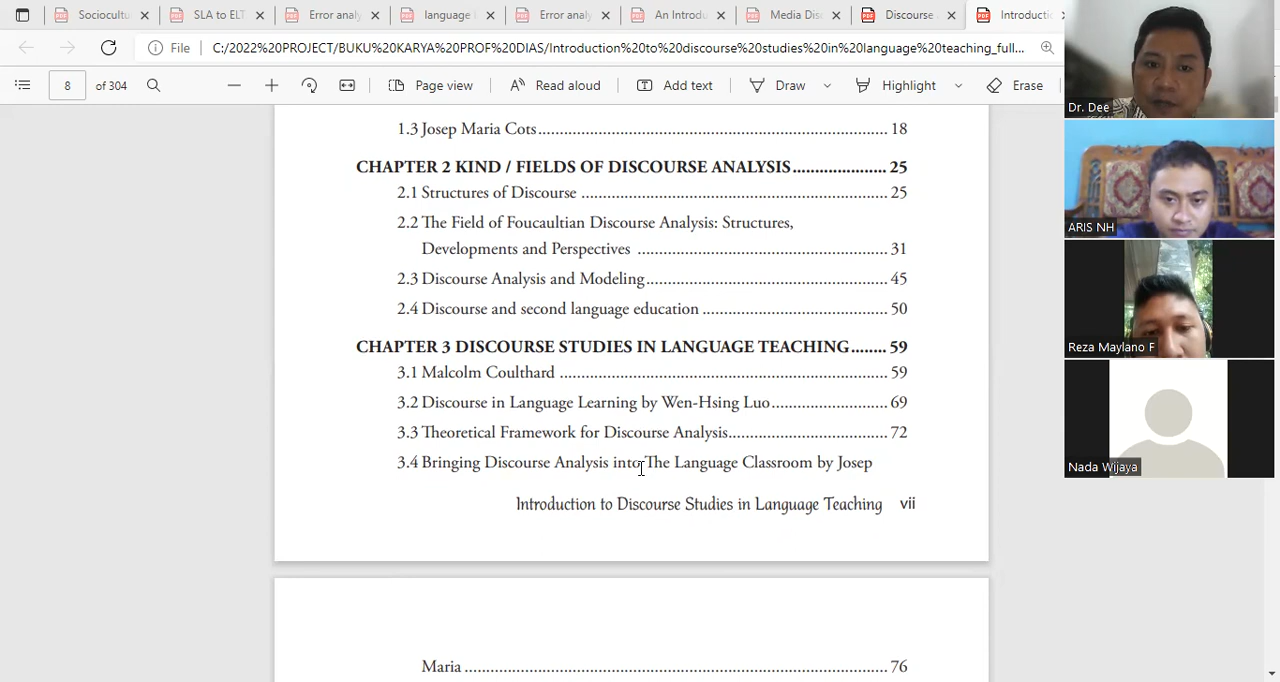 Sociocultu
SLA to ELT
Error analy
language
Error analy
An Introdu
Media Dis
Discourse
Introductio
File
C:/2022%20PROJECT/BUKU%20KARYA%20PROF%20DIAS/Introduction%20to%20discourse%20studies%20in%20language%20teaching_full...
8 of 304
Page view
Read aloud
Add text
Draw
Highlight
Erase
1.3 Josep Maria Cots 18
CHAPTER 2 KIND / FIELDS OF DISCOURSE ANALYSIS 25
2.1 Structures of Discourse 25
2.2 The Field of Foucaultian Discourse Analysis: Structures,
Developments and Perspectives 31
2.3 Discourse Analysis and Modeling 45
2.4 Discourse and second language education 50
CHAPTER 3 DISCOURSE STUDIES IN LANGUAGE TEACHING 59
3.1 Malcolm Coulthard 59
3.2 Discourse in Language Learning by Wen-Hsing Luo 69
3.3 Theoretical Framework for Discourse Analysis 72
3.4 Bringing Discourse Analysis into The Language Classroom by Josep
Introduction to Discourse Studies in Language Teaching vii
Maria 76
Dr. Dee
ARIS NH
Reza Maylano F
Nada Wijaya